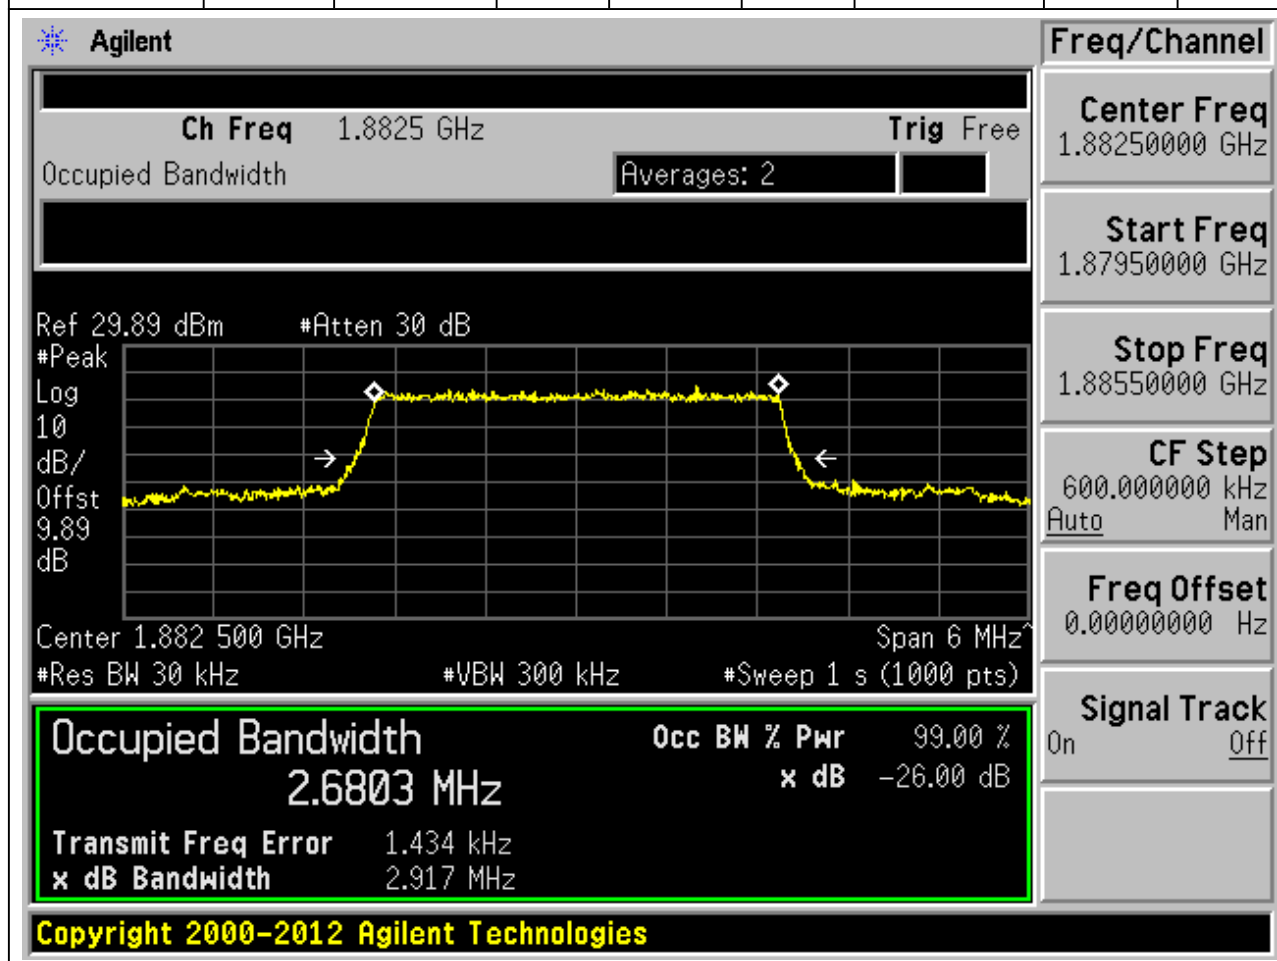 Agilent
Freq/Channel
Ch Freq 1.8825 GHz Trig Free
Occupied Bandwidth Averages: 2
Center Freq
1.88250000 GHz
Start Freq
1.87950000 GHz
Stop Freq
1.88550000 GHz
CF Step
600.000000 kHz
Auto Man
Freq Offset
0.00000000 Hz
Signal Track
On Off
Ref 29.89 dBm #Atten 30 dB
#Peak
Log
10
dB/
Offst
9.89
dB
Center 1.882 500 GHz Span 6 MHz^
#Res BW 30 kHz #VBW 300 kHz #Sweep 1 s (1000 pts)
Occupied Bandwidth Occ BW % Pwr 99.00 %
2.6803 MHz x dB -26.00 dB
Transmit Freq Error 1.434 kHz
x dB Bandwidth 2.917 MHz
Copyright 2000-2012 Agilent Technologies